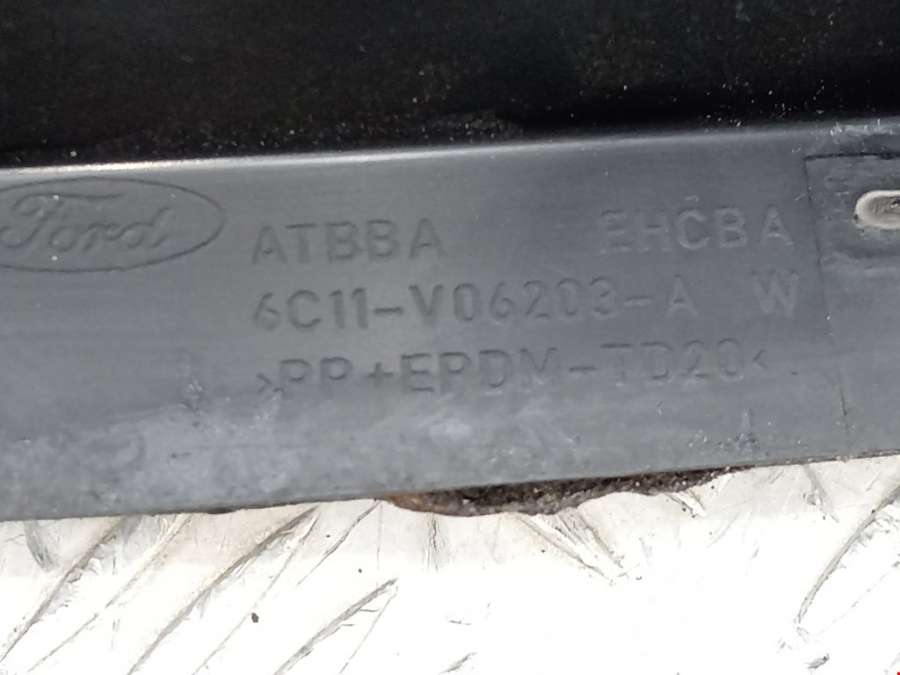 Ford
ATBBA EHCBA
6C11-V06203-A W
>PP+EPDM-TD20<